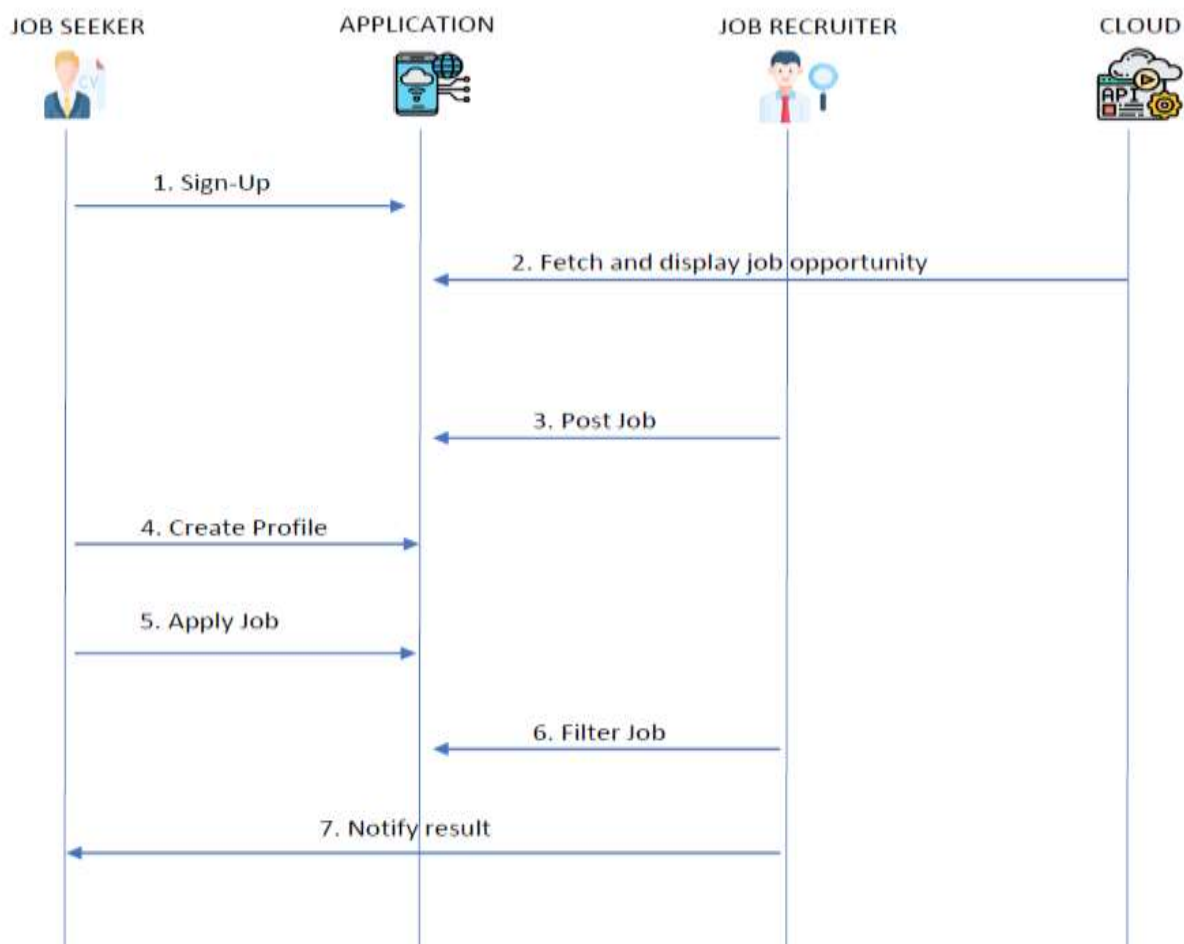 JOB SEEKER
APPLICATION
JOB RECRUITER
CLOUD
CV
API
1. Sign-Up
2. Fetch and display job opportunity
3. Post Job
4. Create Profile
5. Apply Job
6. Filter Job
7. Notify result